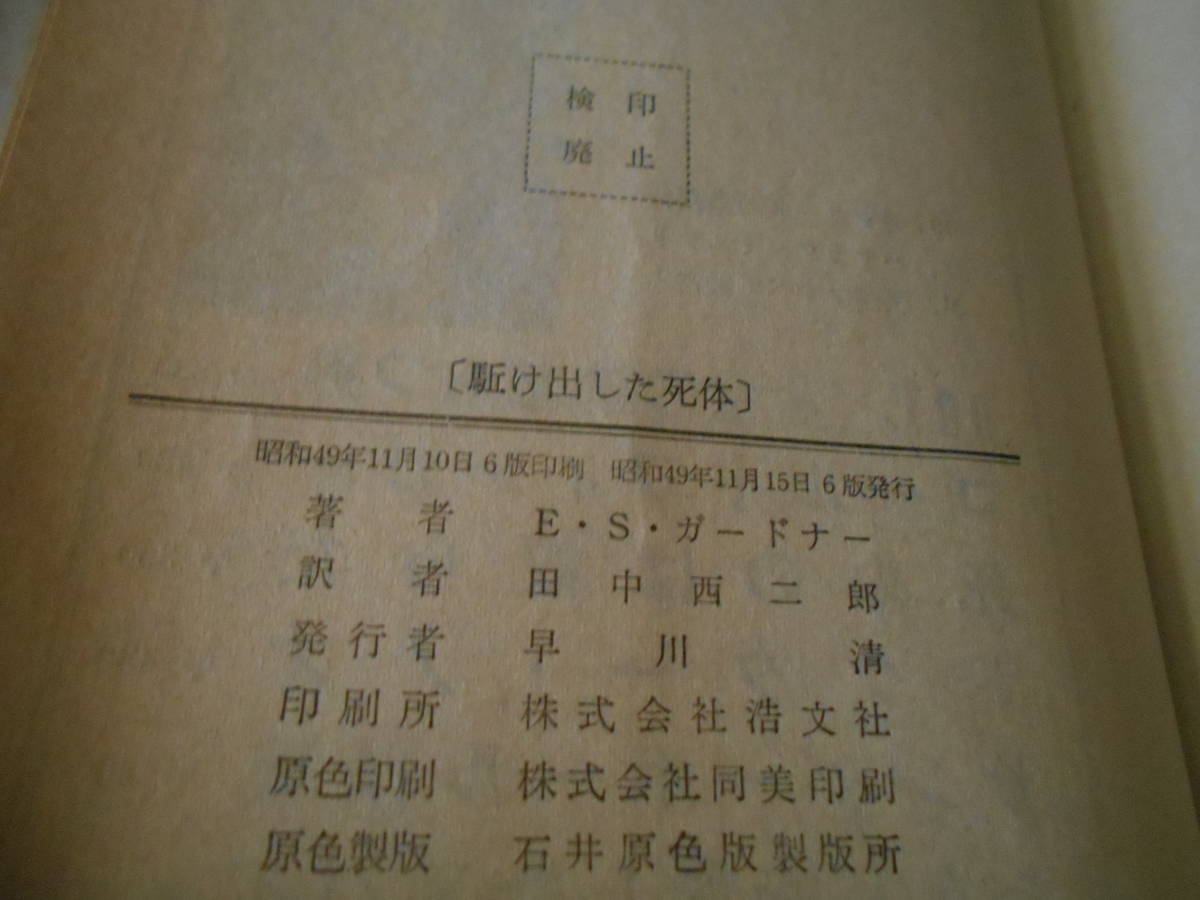 検印
廃止
〔駈け出した死体〕
昭和49年11月10日 6版印刷 昭和49年11月15日 6版発行
著者 E・S・ガードナー
訳者 田中西二郎
発行者 早川清
印刷所 株式会社浩文社
原色印刷 株式会社同美印刷
原色製版 石井原色版製版所